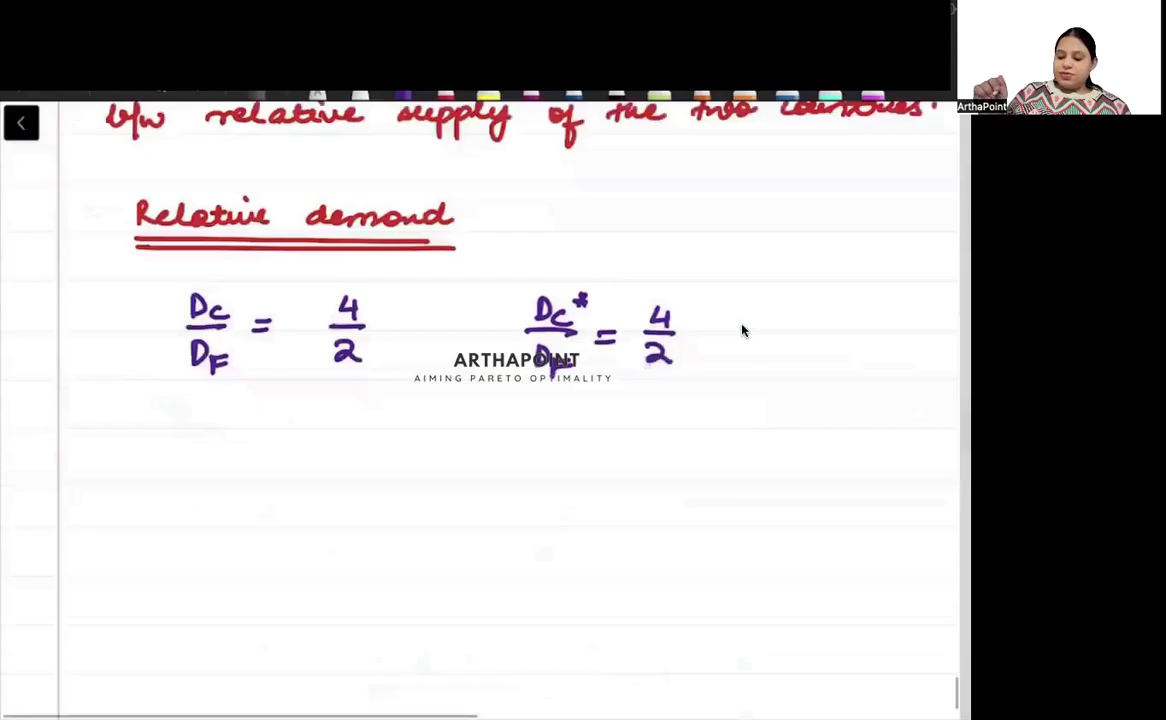 ArthaPoint
b/w relative supply of the two countries.
Relative demand
Dc/DF = 4/2 Dc*/DF = 4/2
ARTHAPOINT
AIMING PARETO OPTIMALITY